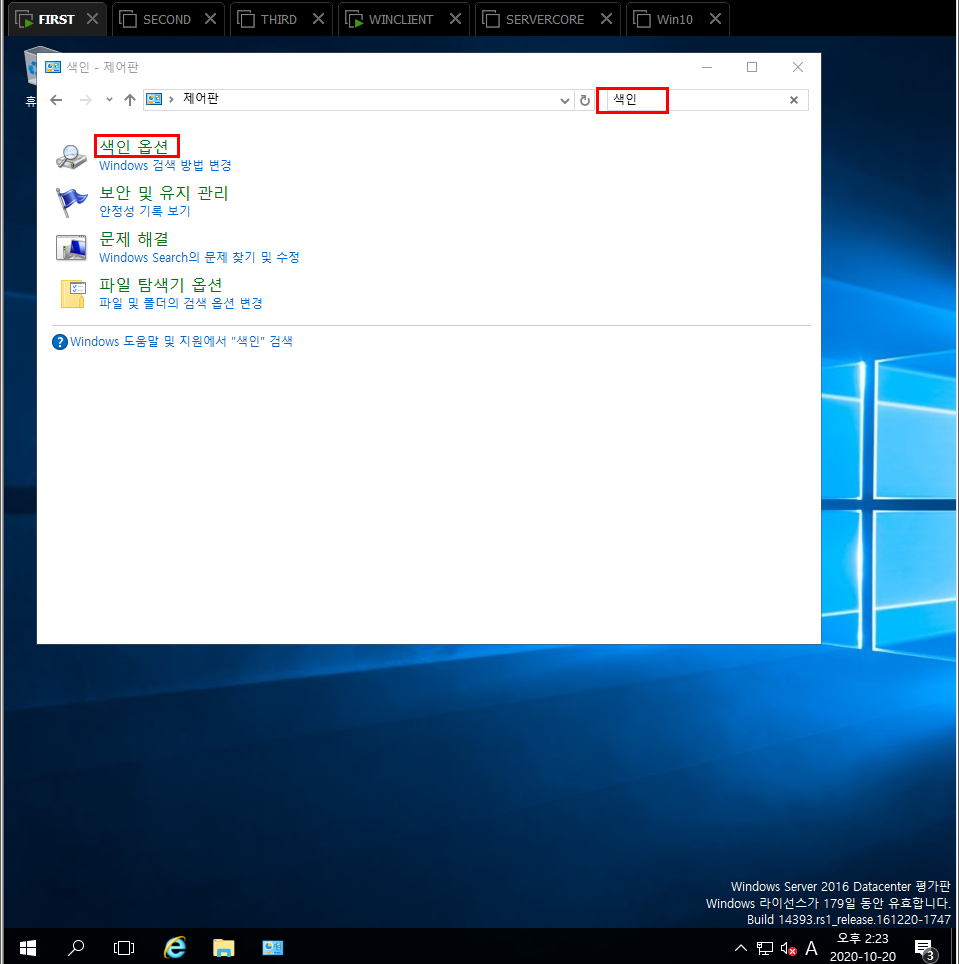 FIRST
SECOND
THIRD
WINCLIENT
SERVERCORE
Win10
색인 - 제어판
제어판
색인
색인 옵션
Windows 검색 방법 변경
보안 및 유지 관리
안정성 기록 보기
문제 해결
Windows Search의 문제 찾기 및 수정
파일 탐색기 옵션
파일 및 폴더의 검색 옵션 변경
Windows 도움말 및 지원에서 "색인" 검색
휴
Windows Server 2016 Datacenter 평가판
Windows 라이선스가 179일 동안 유효합니다.
Build 14393.rs1_release.161220-1747
A
오후 2:23
2020-10-20
3